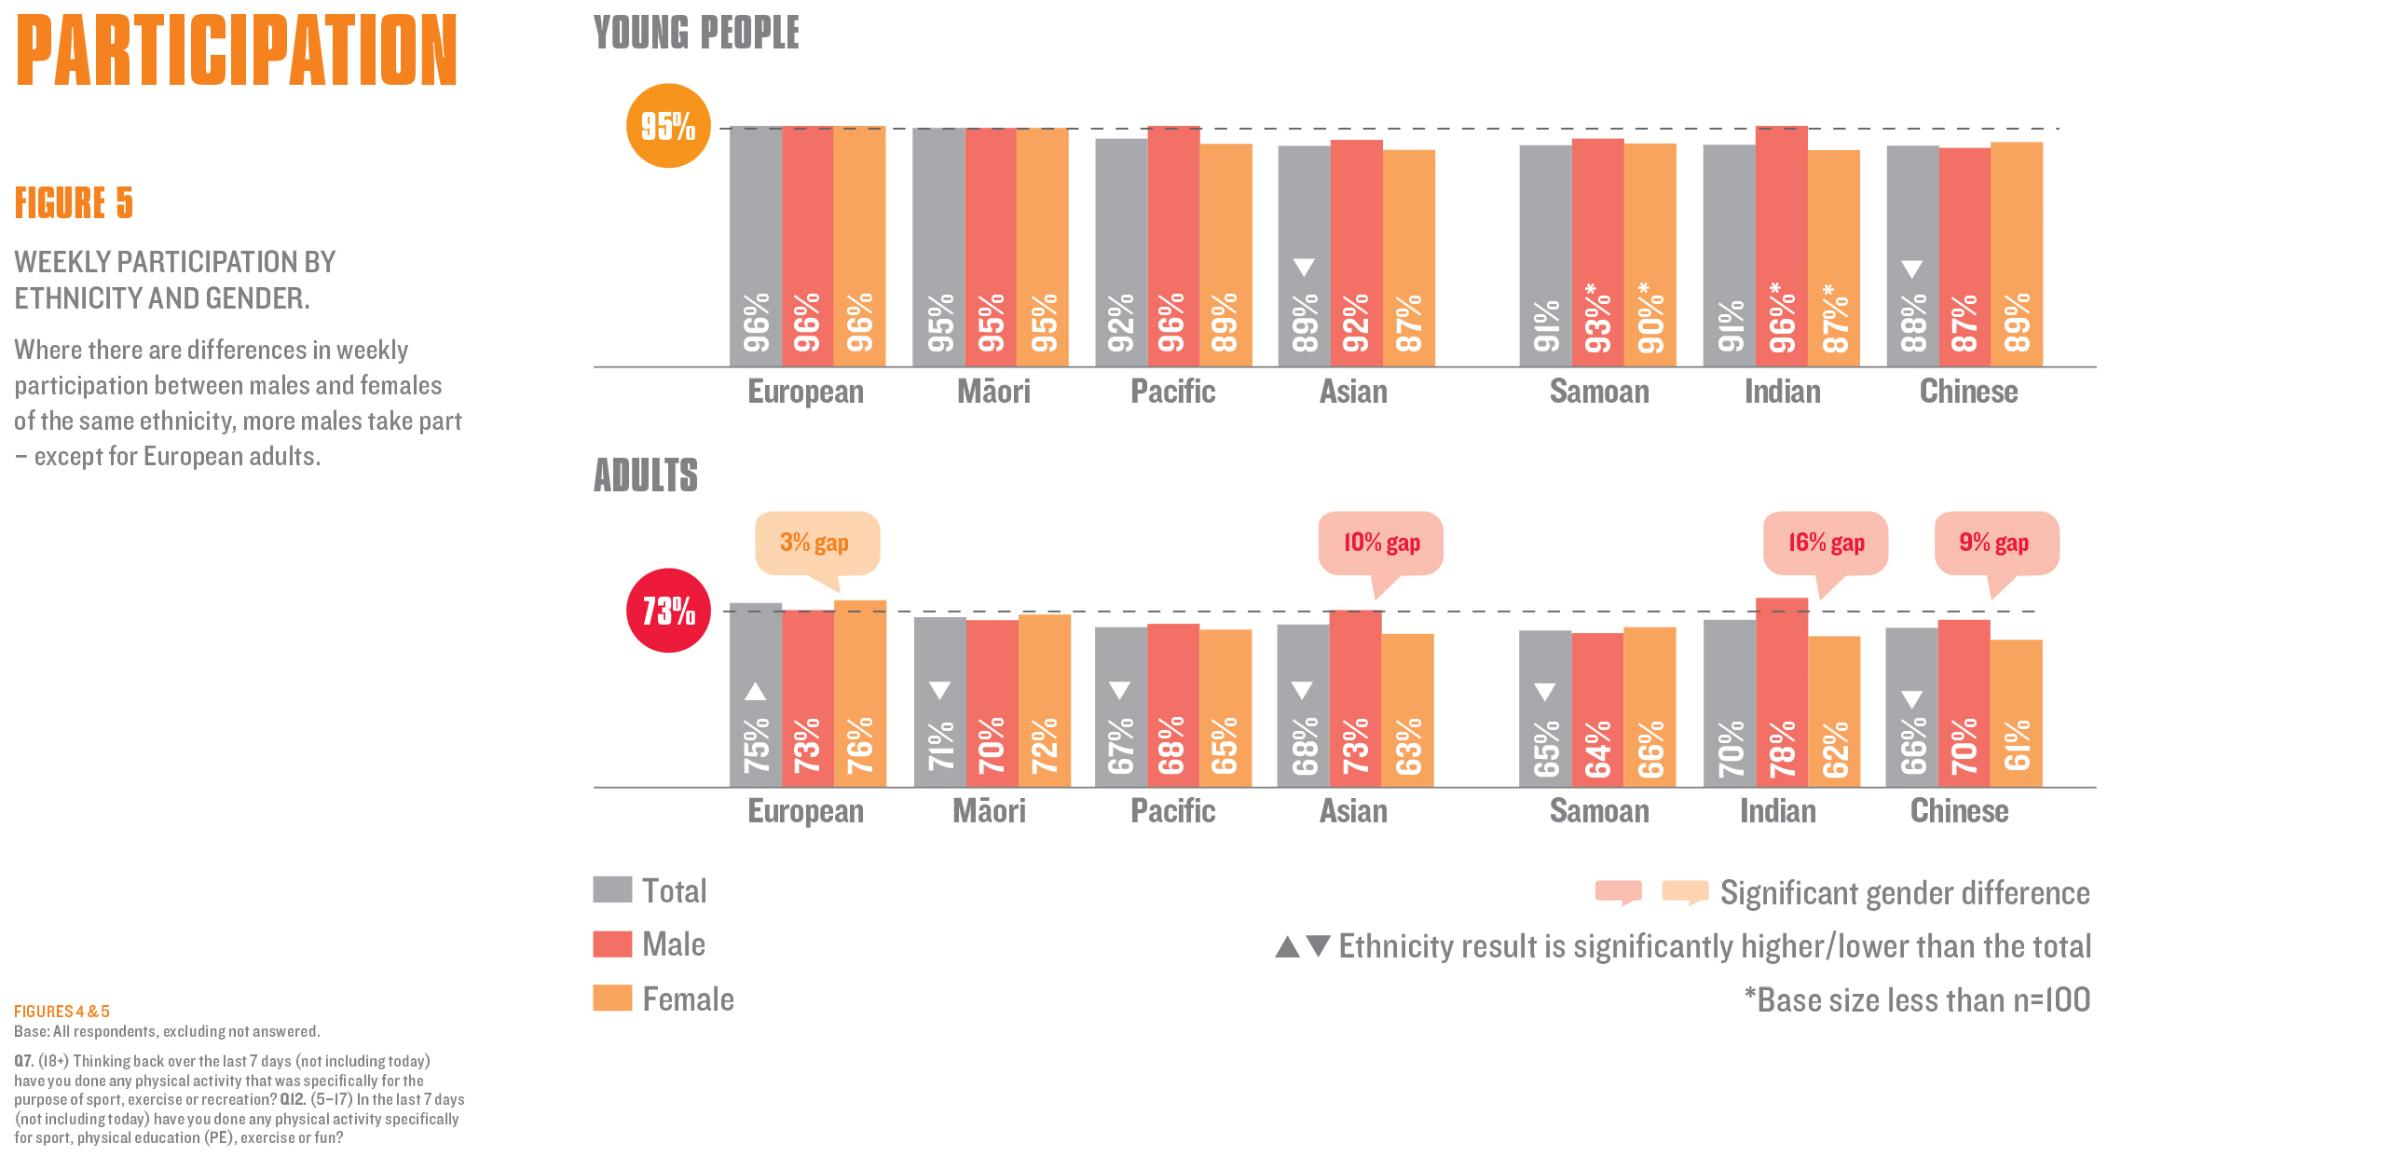 PARTICIPATION
FIGURE 5
WEEKLY PARTICIPATION BY
ETHNICITY AND GENDER.
Where there are differences in weekly
participation between males and females
of the same ethnicity, more males take part
– except for European adults.
YOUNG PEOPLE
95%
96% 96% 96% 95% 95% 95% 92% 96% 89% 89% ▼ 92% 87% 91% 93%* 90%* 91% 96%* 87%* 88% ▼ 87% 89%
European Māori Pacific Asian Samoan Indian Chinese
ADULTS
3% gap 10% gap 16% gap 9% gap
73%
75% ▲ 73% 76% 71% ▼ 70% 72% 67% ▼ 68% 65% 68% ▼ 73% 63% 65% ▼ 64% 66% 70% 78% 62% 66% ▼ 70% 61%
European Māori Pacific Asian Samoan Indian Chinese
Total
Male
Female
Significant gender difference
▲▼ Ethnicity result is significantly higher/lower than the total
*Base size less than n=100
FIGURES 4 & 5
Base: All respondents, excluding not answered.
Q7. (18+) Thinking back over the last 7 days (not including today)
have you done any physical activity that was specifically for the
purpose of sport, exercise or recreation? Q12. (5–17) In the last 7 days
(not including today) have you done any physical activity specifically
for sport, physical education (PE), exercise or fun?